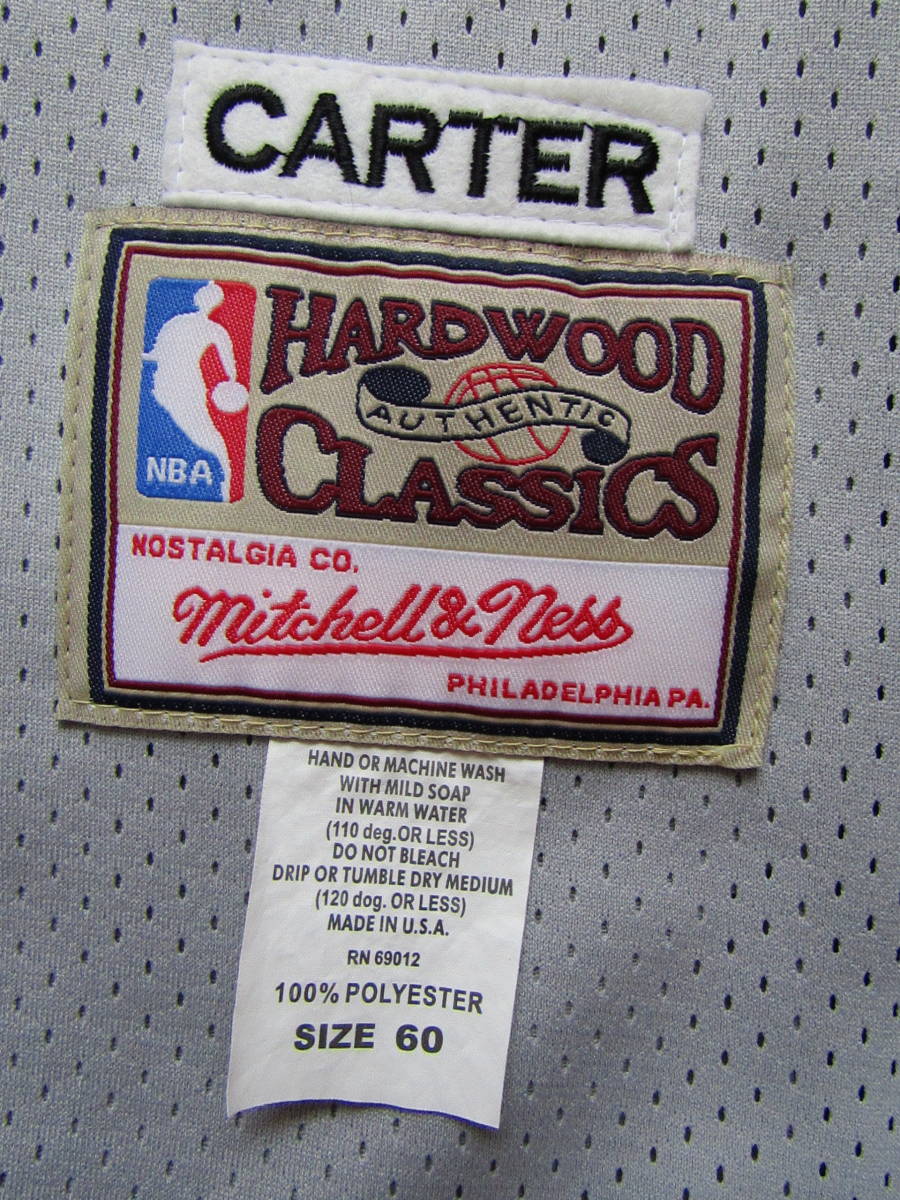 CARTER
HARDWOOD
AUTHENTIC
CLASSICS
NBA
NOSTALGIA CO.
Mitchell & Ness
PHILADELPHIA PA.
HAND OR MACHINE WASH
WITH MILD SOAP
IN WARM WATER
(110 deg.OR LESS)
DO NOT BLEACH
DRIP OR TUMBLE DRY MEDIUM
(120 dog. OR LESS)
MADE IN U.S.A.
RN 69012
100% POLYESTER
SIZE 60